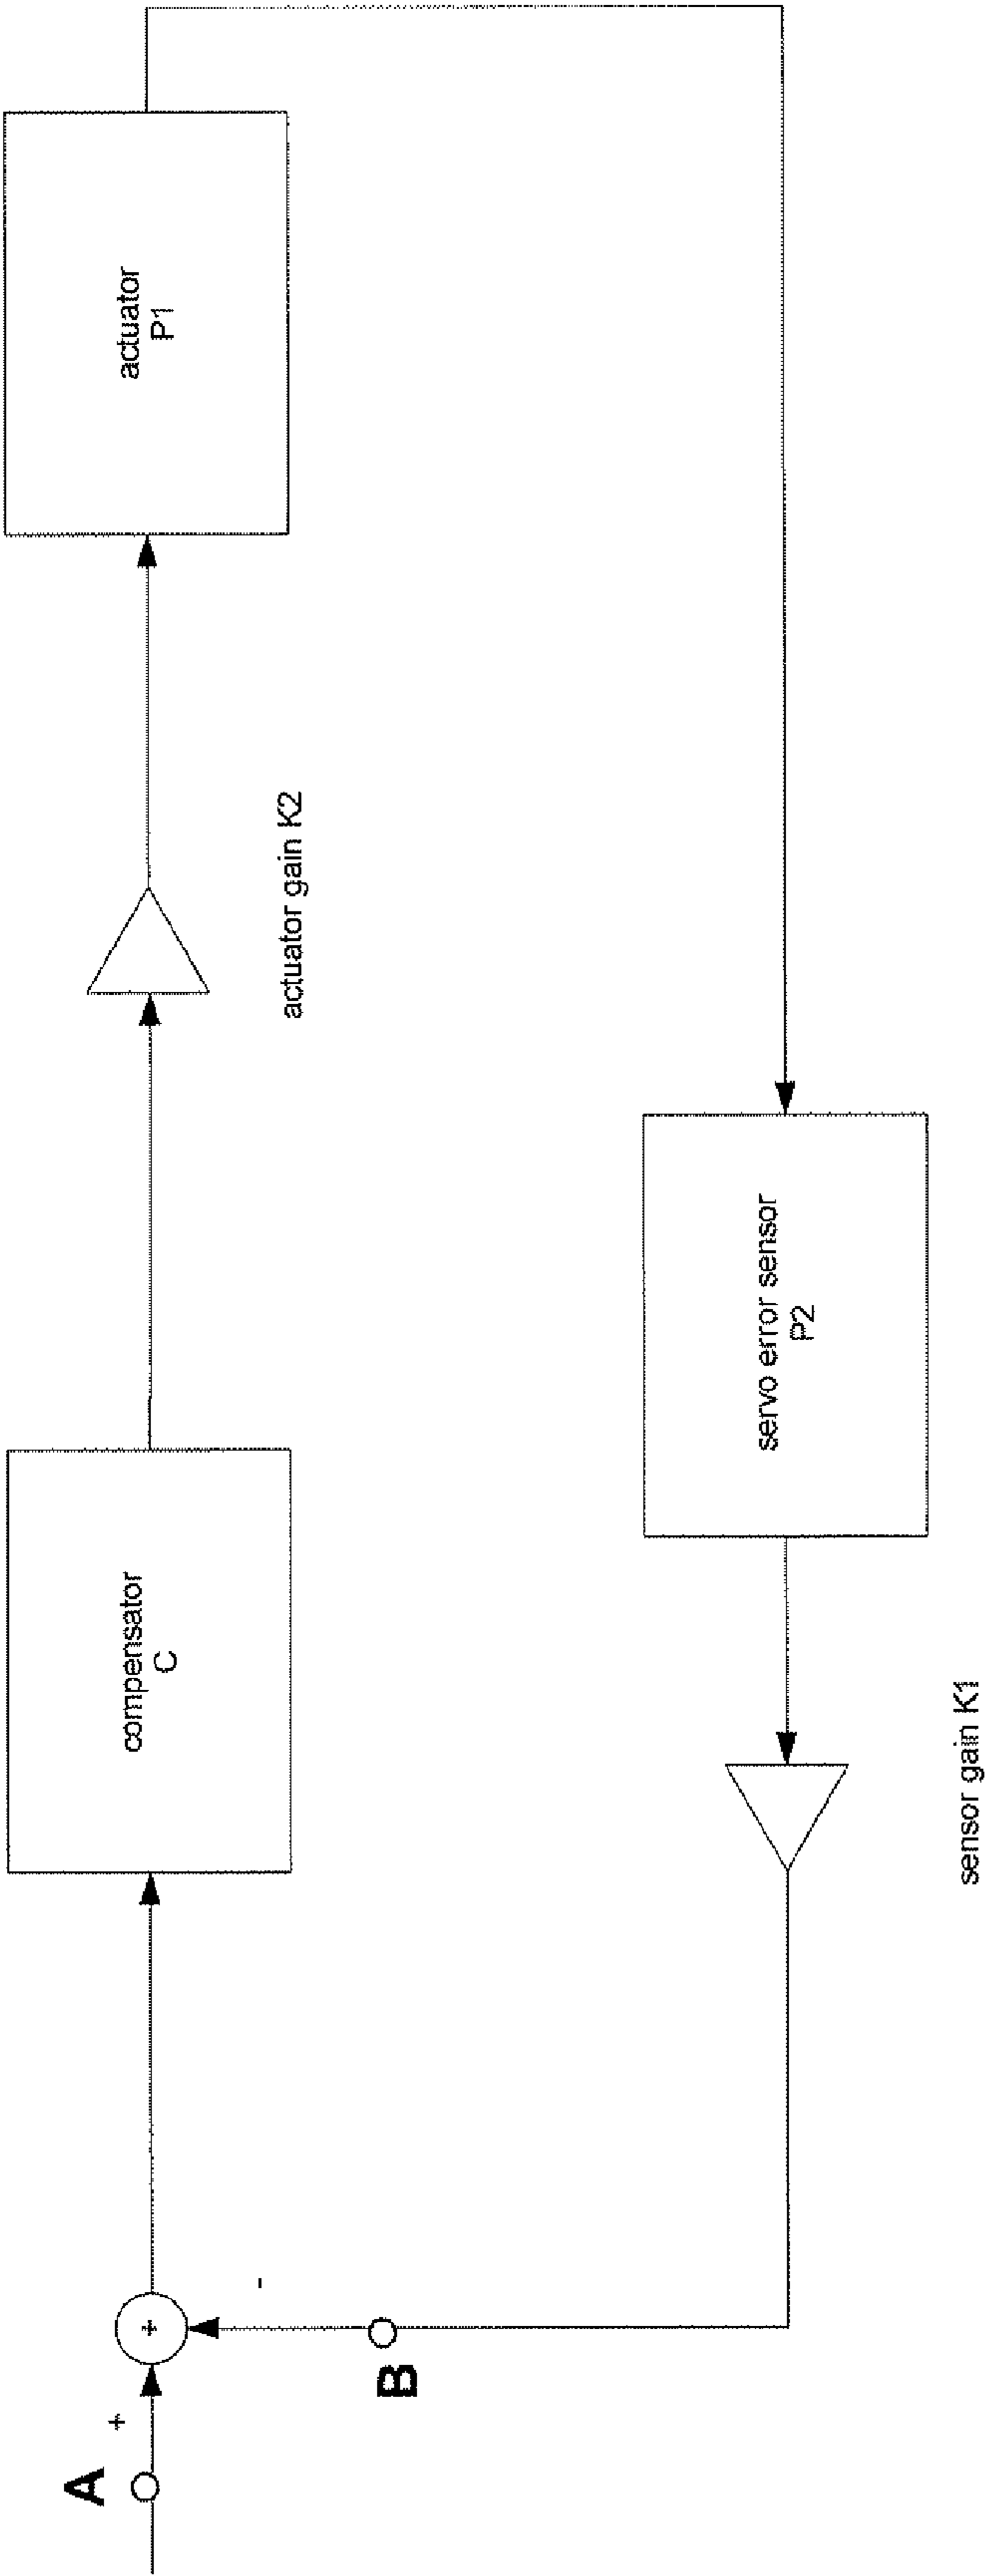 A
+
+
-
B
compensator
C
actuator gain K2
actuator
P1
servo error sensor
P2
sensor gain K1